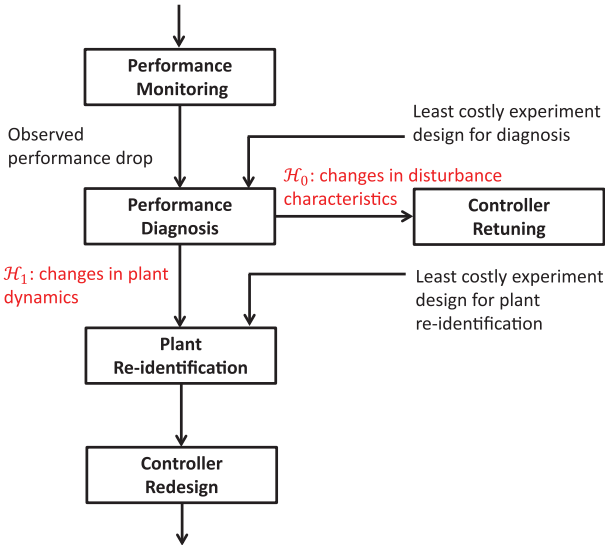 Performance
Monitoring
Observed
performance drop
Least costly experiment
design for diagnosis
ℋ₀: changes in disturbance
characteristics
Performance
Diagnosis
Controller
Retuning
ℋ₁: changes in plant
dynamics
Least costly experiment
design for plant
re-identification
Plant
Re-identification
Controller
Redesign